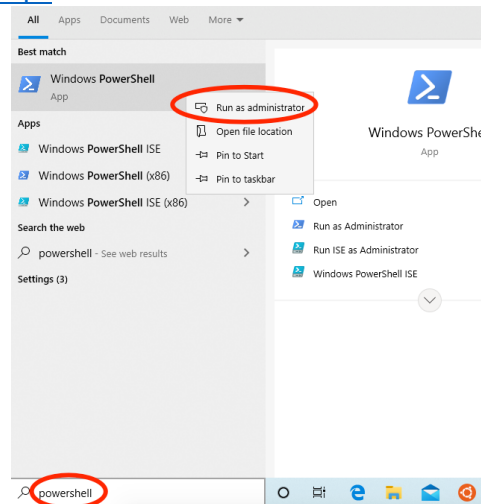 All Apps Documents Web More
Best match
Windows PowerShell
App
Run as administrator
Open file location
Pin to Start
Pin to taskbar
Apps
Windows PowerShell ISE
Windows PowerShell (x86)
Windows PowerShell ISE (x86)
Search the web
powershell - See web results
Settings (3)
Windows PowerShe
App
Open
Run as Administrator
Run ISE as Administrator
Windows PowerShell ISE
powershell